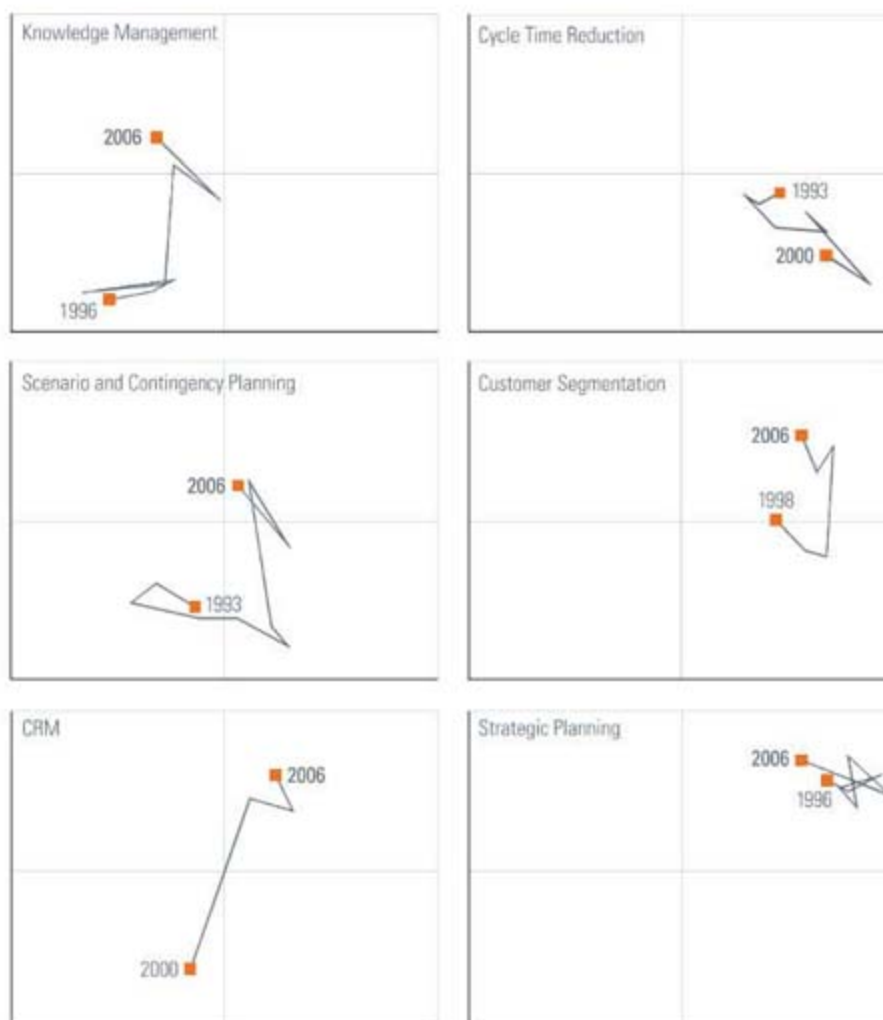 Knowledge Management
2006
1996
Cycle Time Reduction
1993
2000
Scenario and Contingency Planning
2006
1993
Customer Segmentation
2006
1998
CRM
2006
2000
Strategic Planning
2006
1996